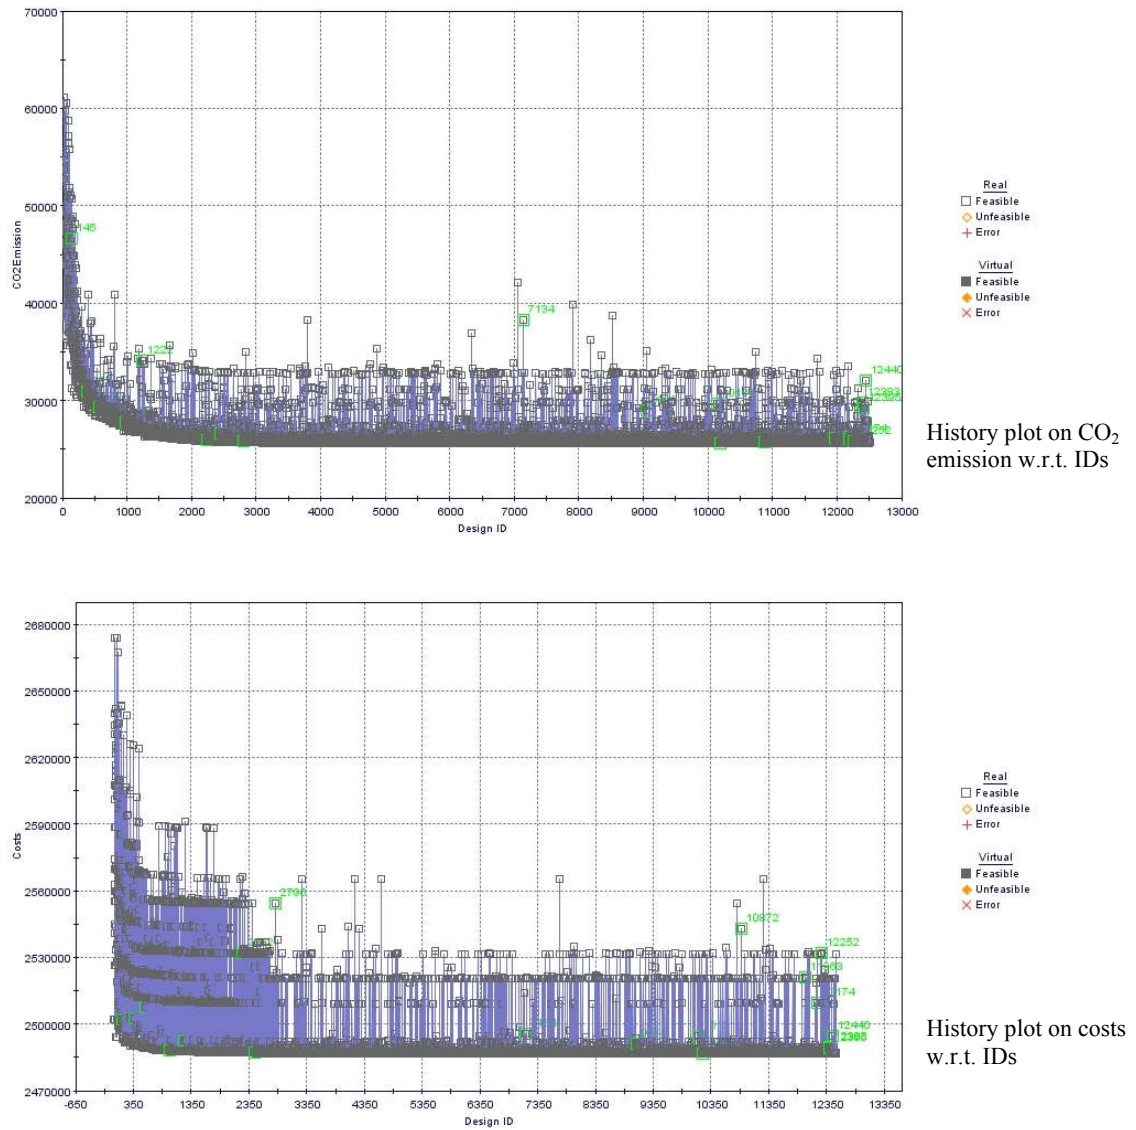 70000
60000
50000
40000
30000
20000
CO2Emission
0 1000 2000 3000 4000 5000 6000 7000 8000 9000 10000 11000 12000 13000
Design ID
146
1222
7134
12440
Real
Feasible
Unfeasible
Error
Virtual
Feasible
Unfeasible
Error
History plot on CO₂
emission w.r.t. IDs
2680000
2650000
2620000
2590000
2560000
2530000
2500000
2470000
Costs
-650 350 1350 2350 3350 4350 5350 6350 7350 8350 9350 10350 11350 12350 13350
Design ID
2796
10872
12252
12440
Real
Feasible
Unfeasible
Error
Virtual
Feasible
Unfeasible
Error
History plot on costs
w.r.t. IDs